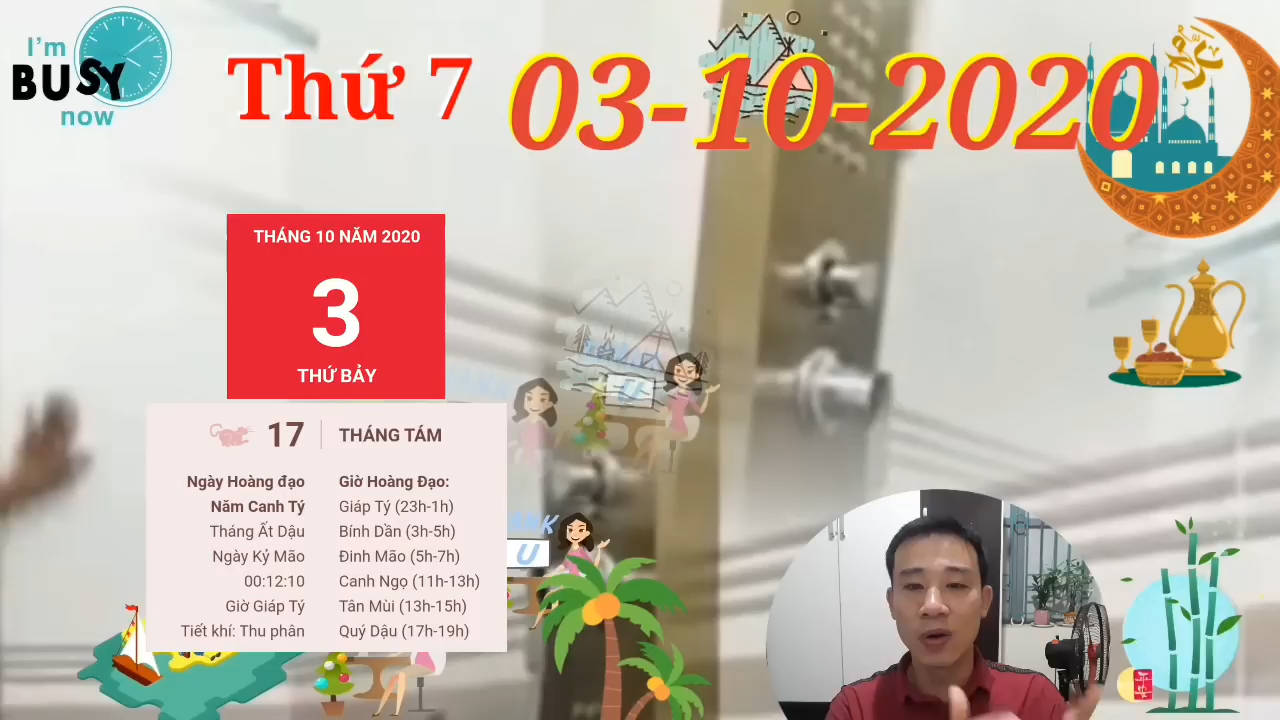 I'm
BUSY
now
Thứ 7 03-10-2020
THÁNG 10 NĂM 2020
3
THỨ BẢY
17 THÁNG TÁM
Ngày Hoàng đạo
Năm Canh Tý
Tháng Ất Dậu
Ngày Kỷ Mão
00:12:10
Giờ Giáp Tý
Tiết khí: Thu phân
Giờ Hoàng Đạo:
Giáp Tý (23h-1h)
Bính Dần (3h-5h)
Đinh Mão (5h-7h)
Canh Ngọ (11h-13h)
Tân Mùi (13h-15h)
Quý Dậu (17h-19h)
U
U